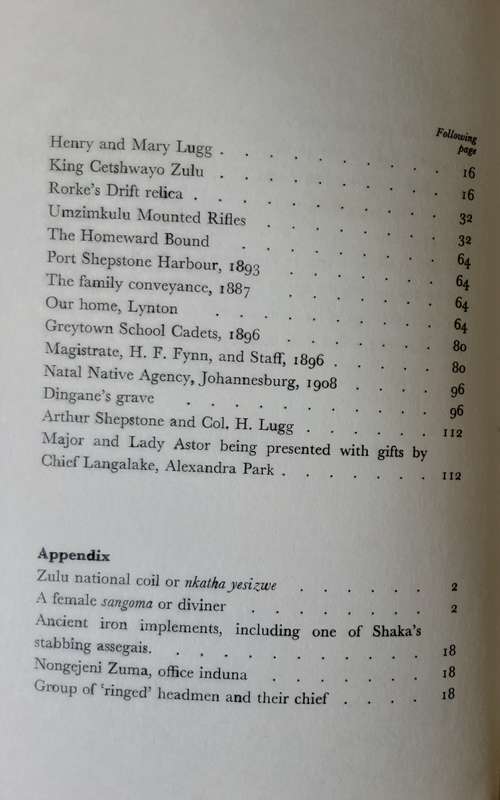 Following
page
Henry and Mary Lugg . . . . . . . . . 16
King Cetshwayo Zulu . . . . . . . . . 16
Rorke's Drift relica . . . . . . . . . 32
Umzimkulu Mounted Rifles . . . . . . . 32
The Homeward Bound . . . . . . . . 64
Port Shepstone Harbour, 1893 . . . . . . 64
The family conveyance, 1887 . . . . . . 64
Our home, Lynton . . . . . . . . 64
Greytown School Cadets, 1896 . . . . . . 80
Magistrate, H. F. Fynn, and Staff, 1896 . . . . 80
Natal Native Agency, Johannesburg, 1908 . . . . 96
Dingane's grave . . . . . . . . . 96
Arthur Shepstone and Col. H. Lugg . . . . . 112
Major and Lady Astor being presented with gifts by
Chief Langalake, Alexandra Park . . . . . . 112
Appendix
Zulu national coil or nkatha yesizwe . . . . . 2
A female sangoma or diviner . . . . . . . 2
Ancient iron implements, including one of Shaka's
stabbing assegais. . . . . . . . . . . 18
Nongejeni Zuma, office induna . . . . . . 18
Group of 'ringed' headmen and their chief . . . . 18